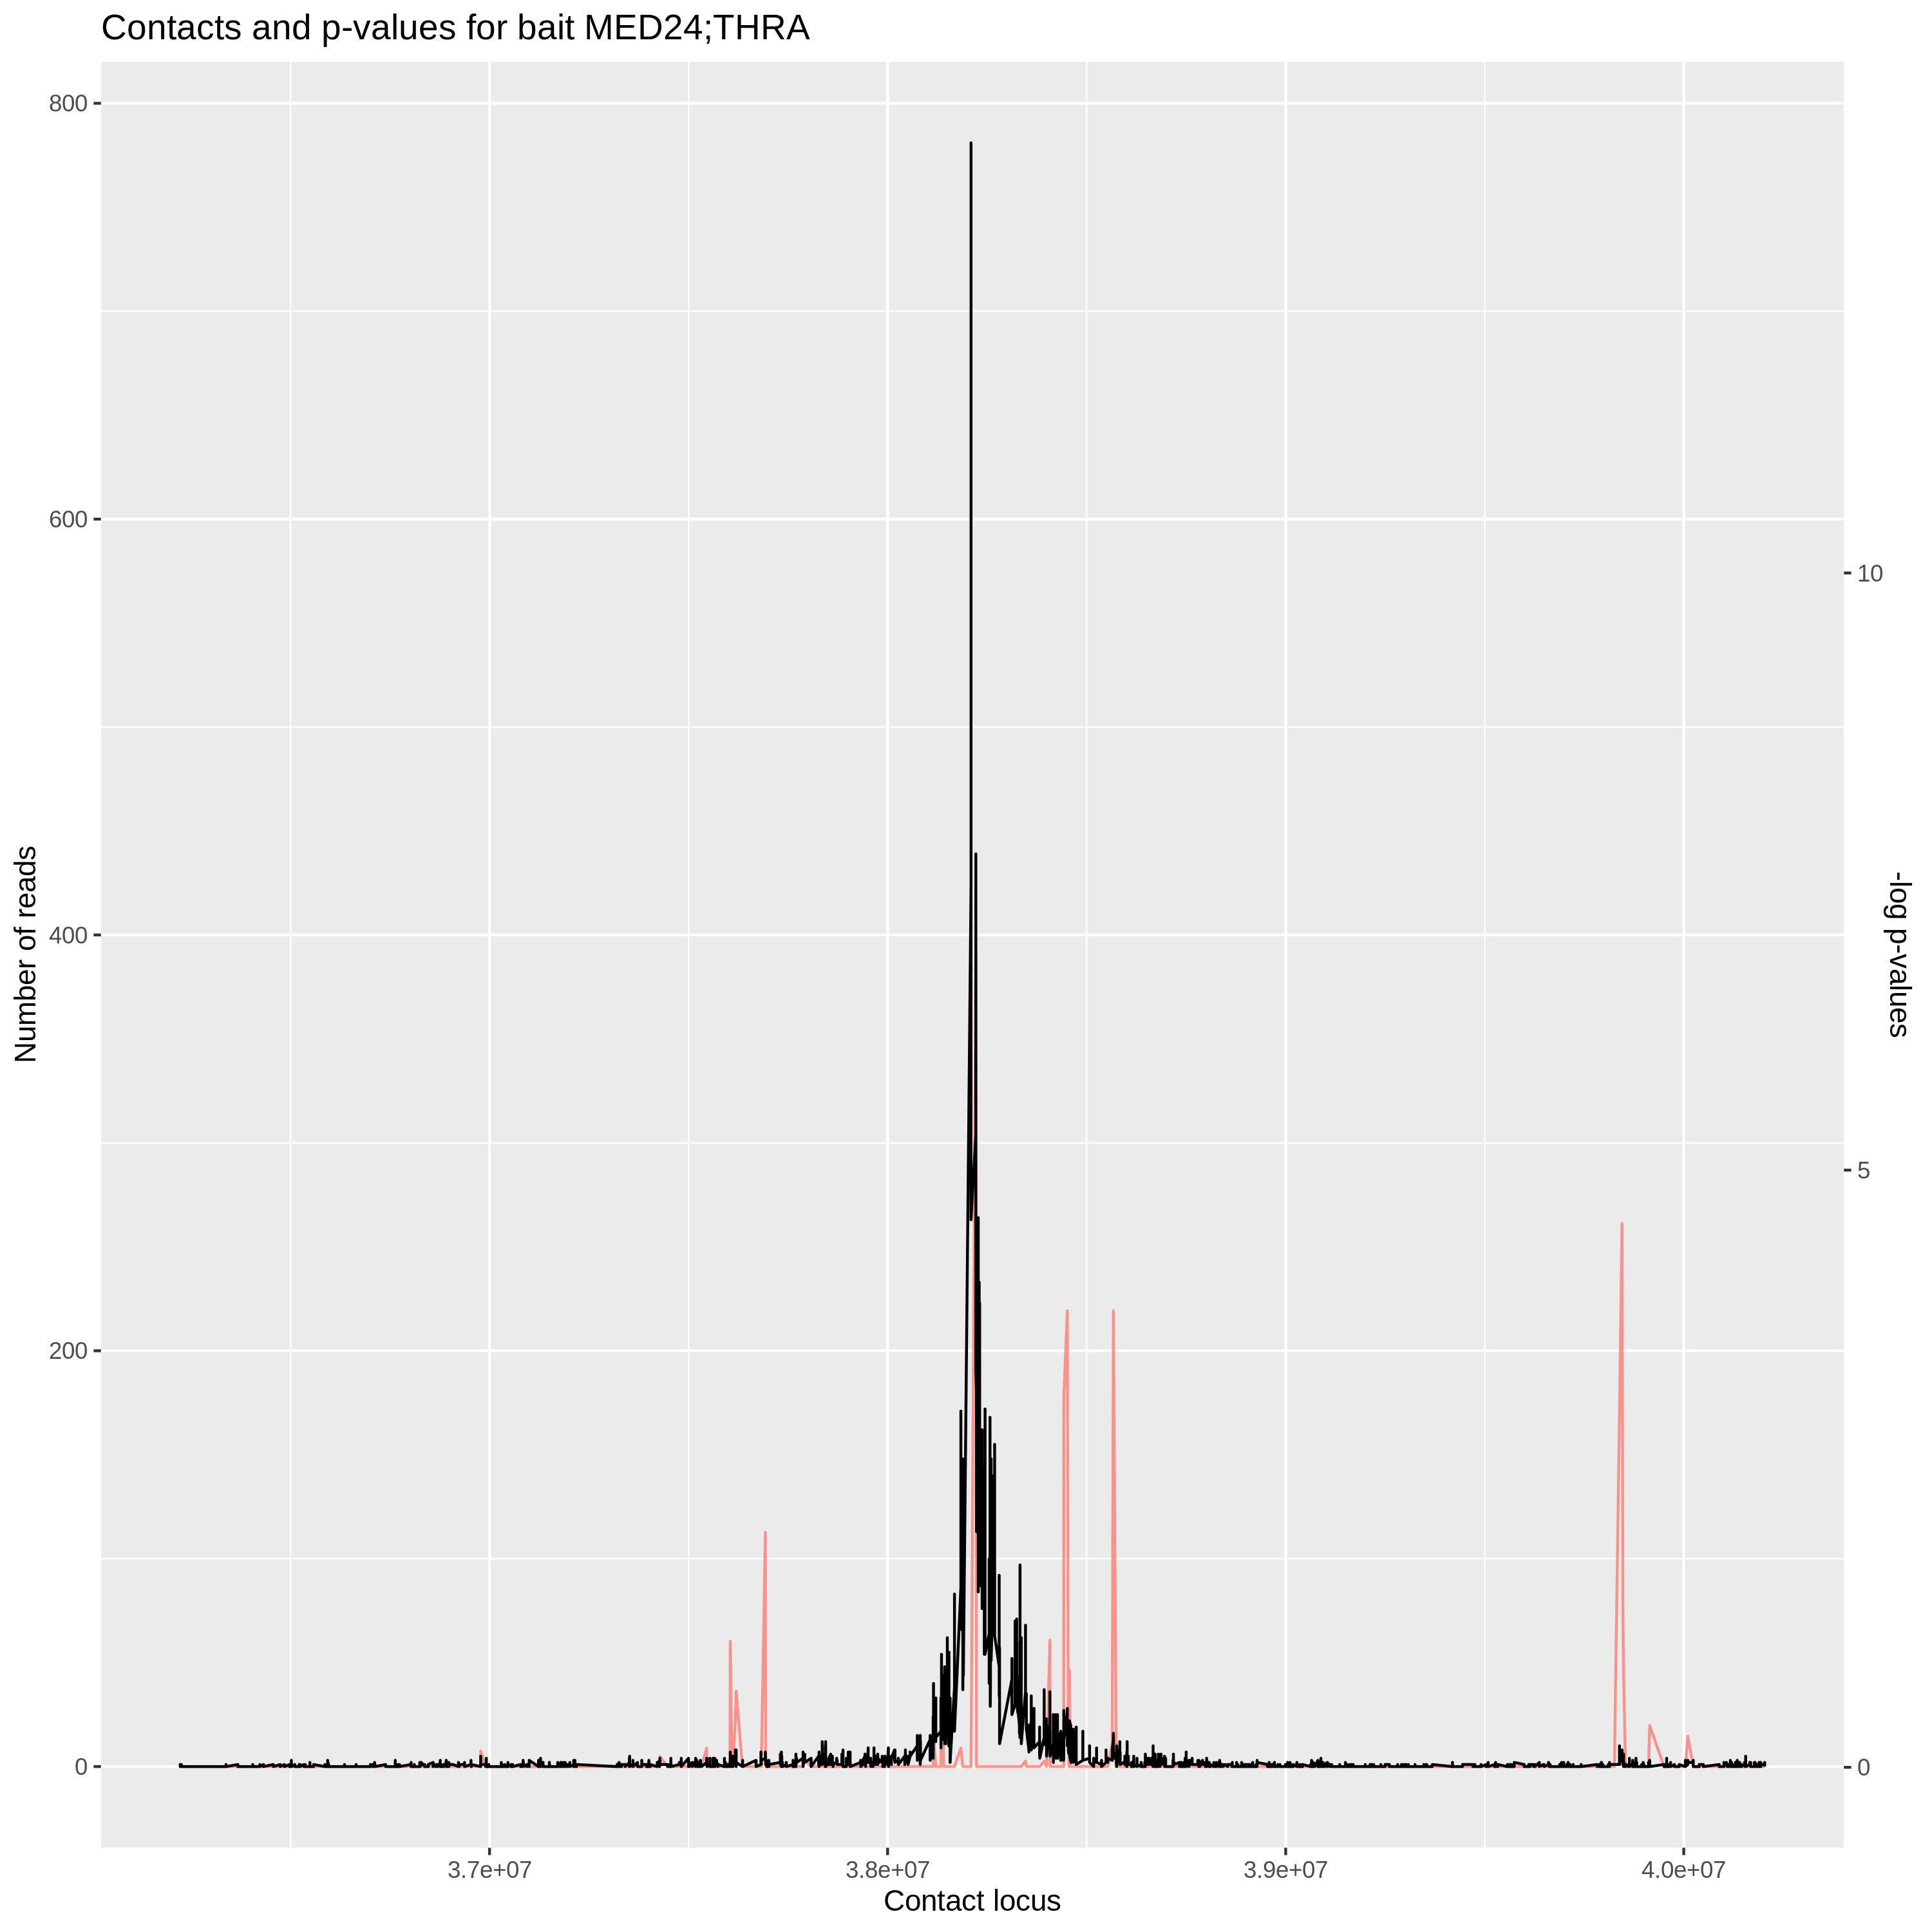 Contacts and p-values for bait MED24;THRA
800
600
400
200
0
Number of reads
10
5
0
-log p-values
3.7e+07
3.8e+07
3.9e+07
4.0e+07
Contact locus